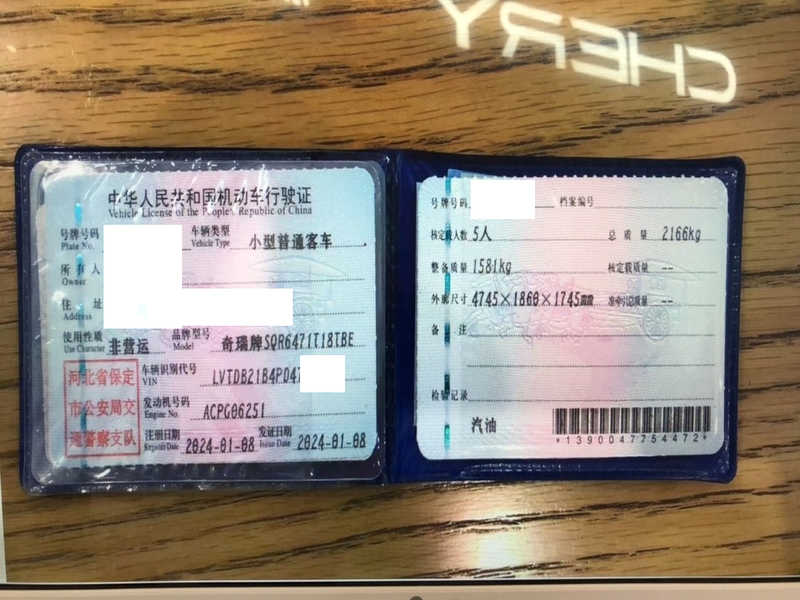 CHERY
中华人民共和国机动车行驶证
Vehicle License of the People's Republic of China
号牌号码
Plate No.
车辆类型 小型普通客车
Vehicle Type
所有人
Owner
住址
Address
使用性质 非营运
Use Character
品牌型号 奇瑞牌SQR6471T18TBE
Model
河北省保定
市公安局交
通警察支队
车辆识别代号 LVTDB21B4PD47
VIN
发动机号码 ACPG06251
Engine No.
注册日期 2024-01-08
Register Date
发证日期 2024-01-08
Issue Date
号牌号码
档案编号
核定载人数 5人
总质量 2166kg
整备质量 1581kg
核定载质量 --
外廓尺寸 4745×1860×1745mm
准牵引总质量 --
备注
检验记录
汽油
*1390047754472*